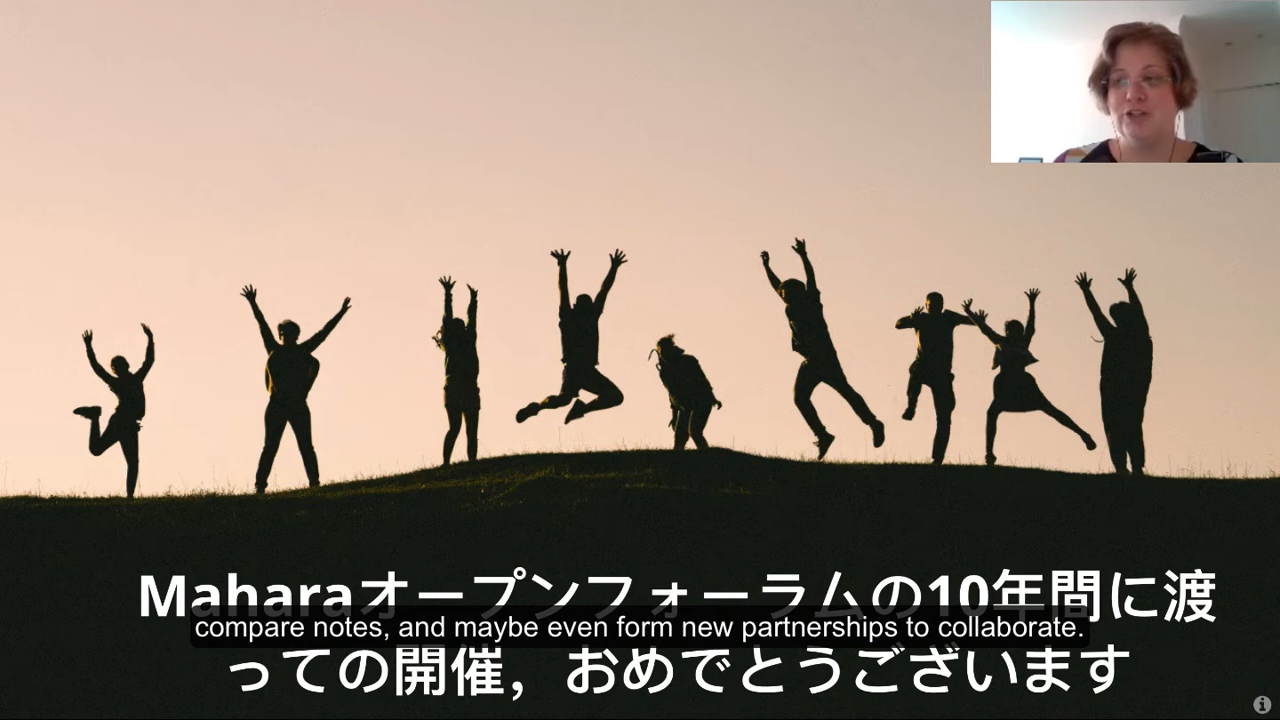 Maharaオープンフォーラムの10年間に渡
compare notes, and maybe even form new partnerships to collaborate.
っての開催，おめでとうございます